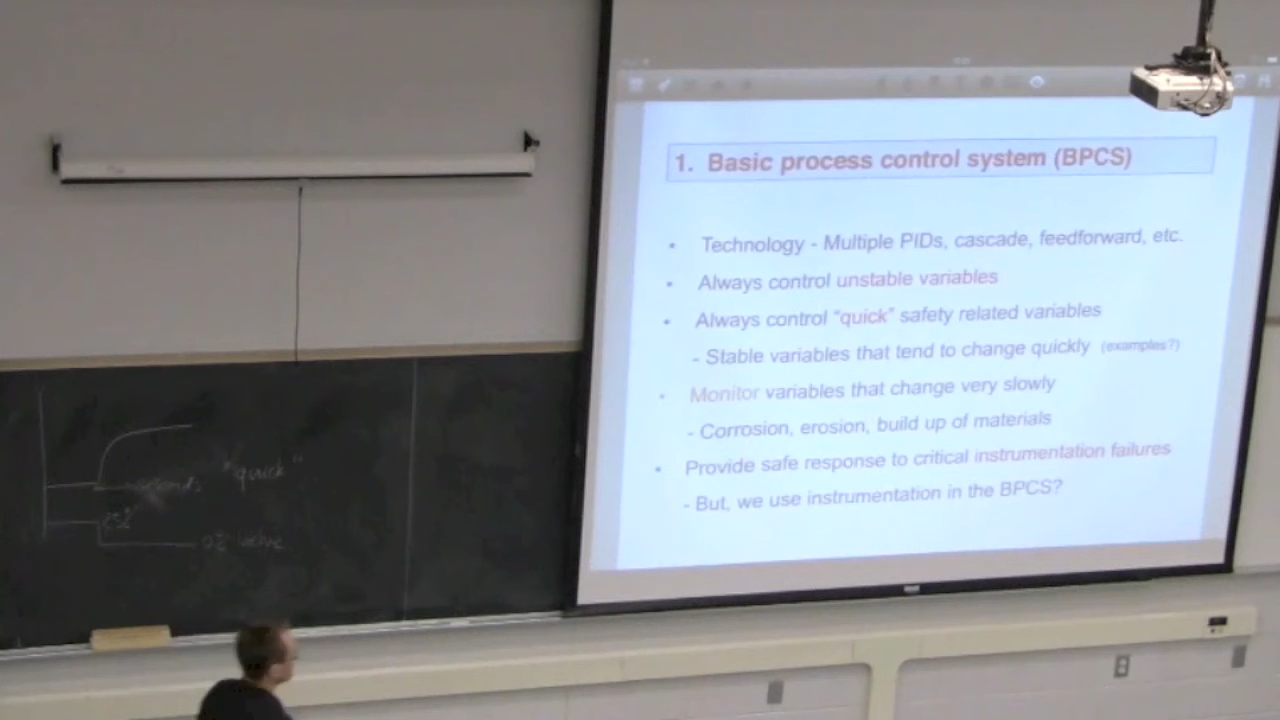 1. Basic process control system (BPCS)
• Technology - Multiple PIDs, cascade, feedforward, etc.
• Always control unstable variables
• Always control “quick” safety related variables
- Stable variables that tend to change quickly (examples?)
• Monitor variables that change very slowly
- Corrosion, erosion, build up of materials
• Provide safe response to critical instrumentation failures
- But, we use instrumentation in the BPCS?
"quick"